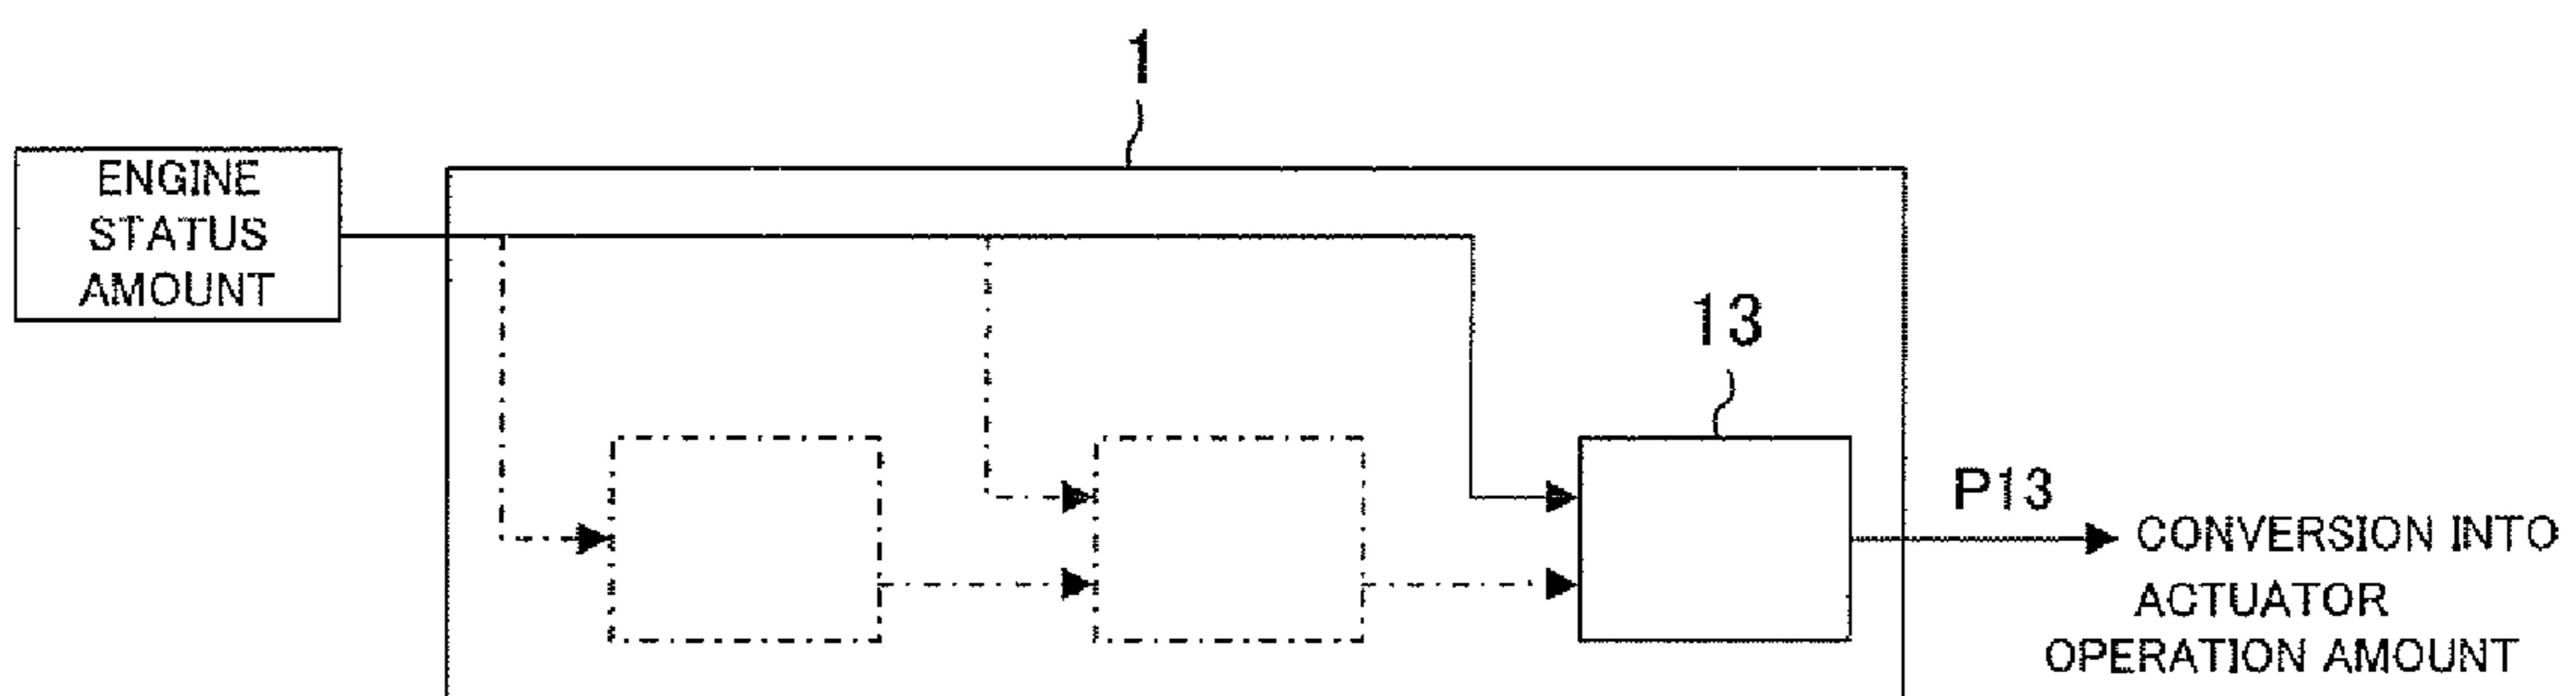 1
ENGINE
STATUS
AMOUNT
13
P13
CONVERSION INTO
ACTUATOR
OPERATION AMOUNT